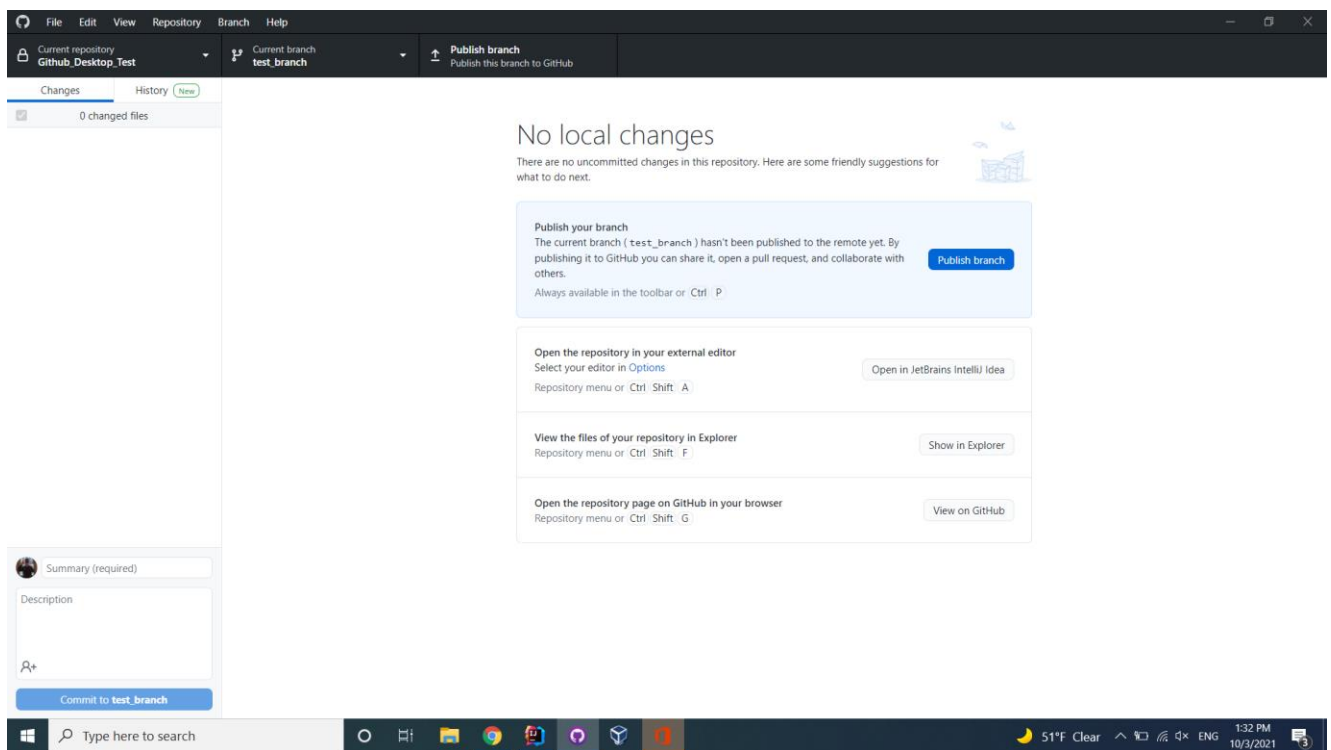 File Edit View Repository Branch Help
Current repository
Github_Desktop_Test
Current branch
test_branch
Publish branch
Publish this branch to GitHub
Changes
History New
0 changed files
No local changes
There are no uncommitted changes in this repository. Here are some friendly suggestions for
what to do next.
Publish your branch
The current branch ( test_branch ) hasn't been published to the remote yet. By
publishing it to GitHub you can share it, open a pull request, and collaborate with
others.
Always available in the toolbar or Ctrl P
Publish branch
Open the repository in your external editor
Select your editor in Options
Repository menu or Ctrl Shift A
Open in JetBrains IntelliJ Idea
View the files of your repository in Explorer
Repository menu or Ctrl Shift F
Show in Explorer
Open the repository page on GitHub in your browser
Repository menu or Ctrl Shift G
View on GitHub
Summary (required)
Description
Commit to test_branch
Type here to search
51°F Clear
ENG
1:32 PM
10/3/2021
3